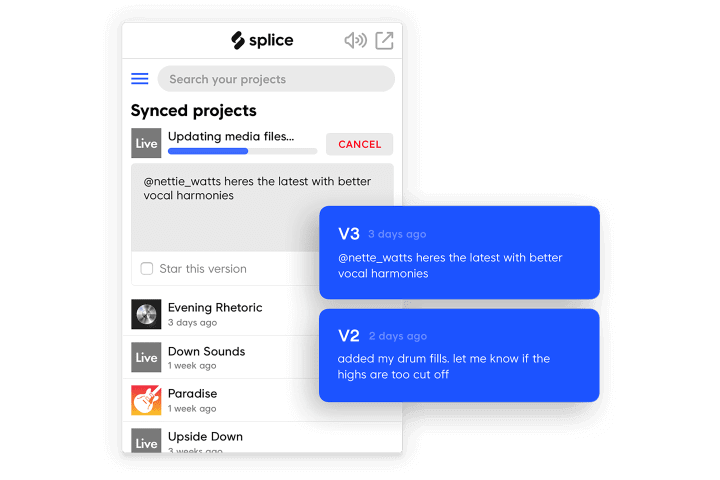 splice
Search your projects
Synced projects
Live
Updating media files...
CANCEL
@nettie_watts heres the latest with better
vocal harmonies
Star this version
V3 3 days ago
@nette_watts heres the latest with better
vocal harmonies
V2 2 days ago
added my drum fills. let me know if the
highs are too cut off
Evening Rhetoric
3 days ago
Live
Down Sounds
1 week ago
Paradise
1 week ago
Live
Upside Down
3 weeks ago